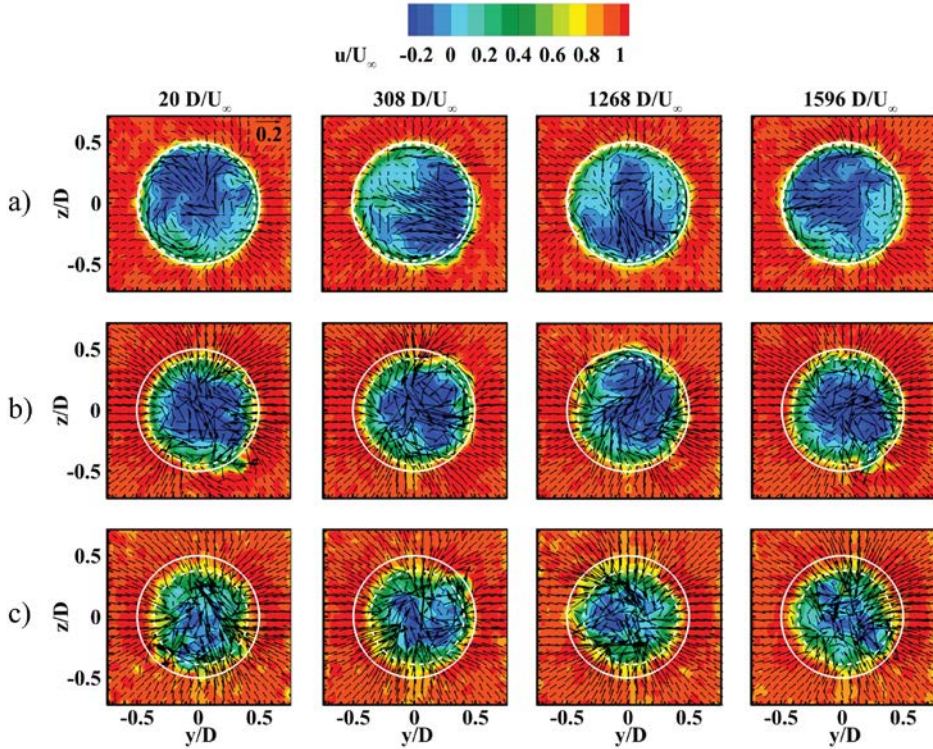 u/U∞ -0.2 0 0.2 0.4 0.6 0.8 1
20 D/U∞ 308 D/U∞ 1268 D/U∞ 1596 D/U∞
0.2
a) z/D 0.5 0 -0.5
b) z/D 0.5 0 -0.5
c) z/D 0.5 0 -0.5
-0.5 0 0.5 -0.5 0 0.5 -0.5 0 0.5 -0.5 0 0.5
y/D y/D y/D y/D